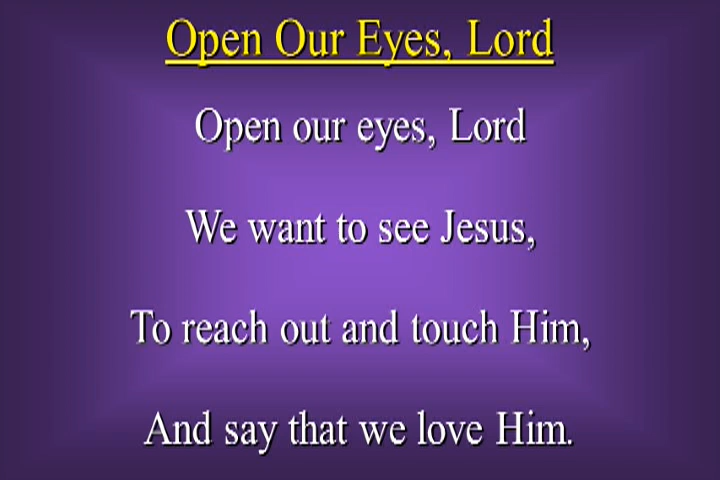 Open Our Eyes, Lord
Open our eyes, Lord
We want to see Jesus,
To reach out and touch Him,
And say that we love Him.